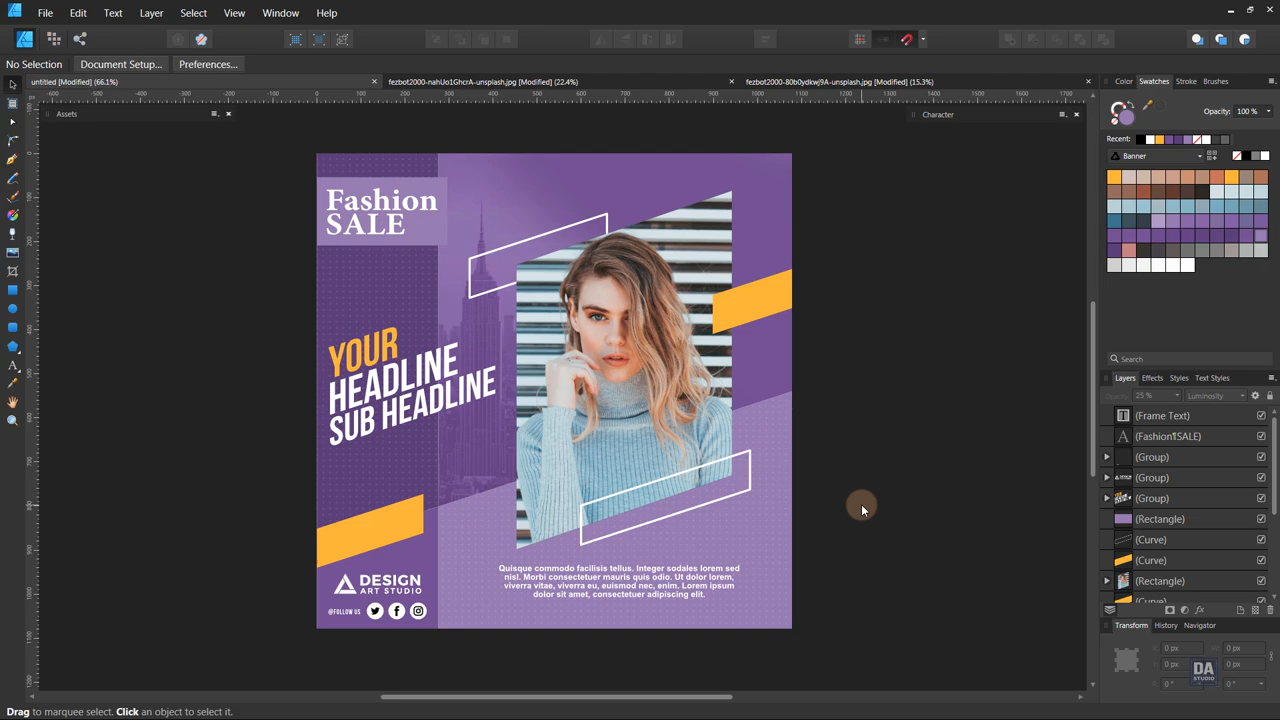 File Edit Text Layer Select View Window Help
No Selection Document Setup... Preferences...
untitled [Modified] (66.1%) fezbot2000-nahUo1GhcrA-unsplash.jpg [Modified] (22.4%) fezbot2000-80b0ydkwj9A-unsplash.jpg [Modified] (15.3%)
Color Swatches Stroke Brushes
Assets
Character
Opacity: 100 %
Recent:
Banner
Fashion
SALE
YOUR
HEADLINE
SUB HEADLINE
DESIGN
ART STUDIO
@FOLLOW US
Quisque commodo facilisis tellus. Integer sodales lorem sed
nisl. Morbi consectetuer mauris quis odio. Ut dolor lorem,
viverra vitae, viverra eu, euismod nec, enim. Lorem ipsum
dolor sit amet, consectetuer adipiscing elit.
Search
Layers Effects Styles Text Styles
Opacity: 25 % Luminosity
(Frame Text)
(Fashion¶SALE)
(Group)
(Group)
(Group)
(Rectangle)
(Curve)
(Curve)
(Rectangle)
(Curve)
Transform History Navigator
X: 0 px W: 0 px
Y: 0 px H: 0 px
R: 0 ° S: 0 °
DA
STUDIO
Drag to marquee select. Click an object to select it.